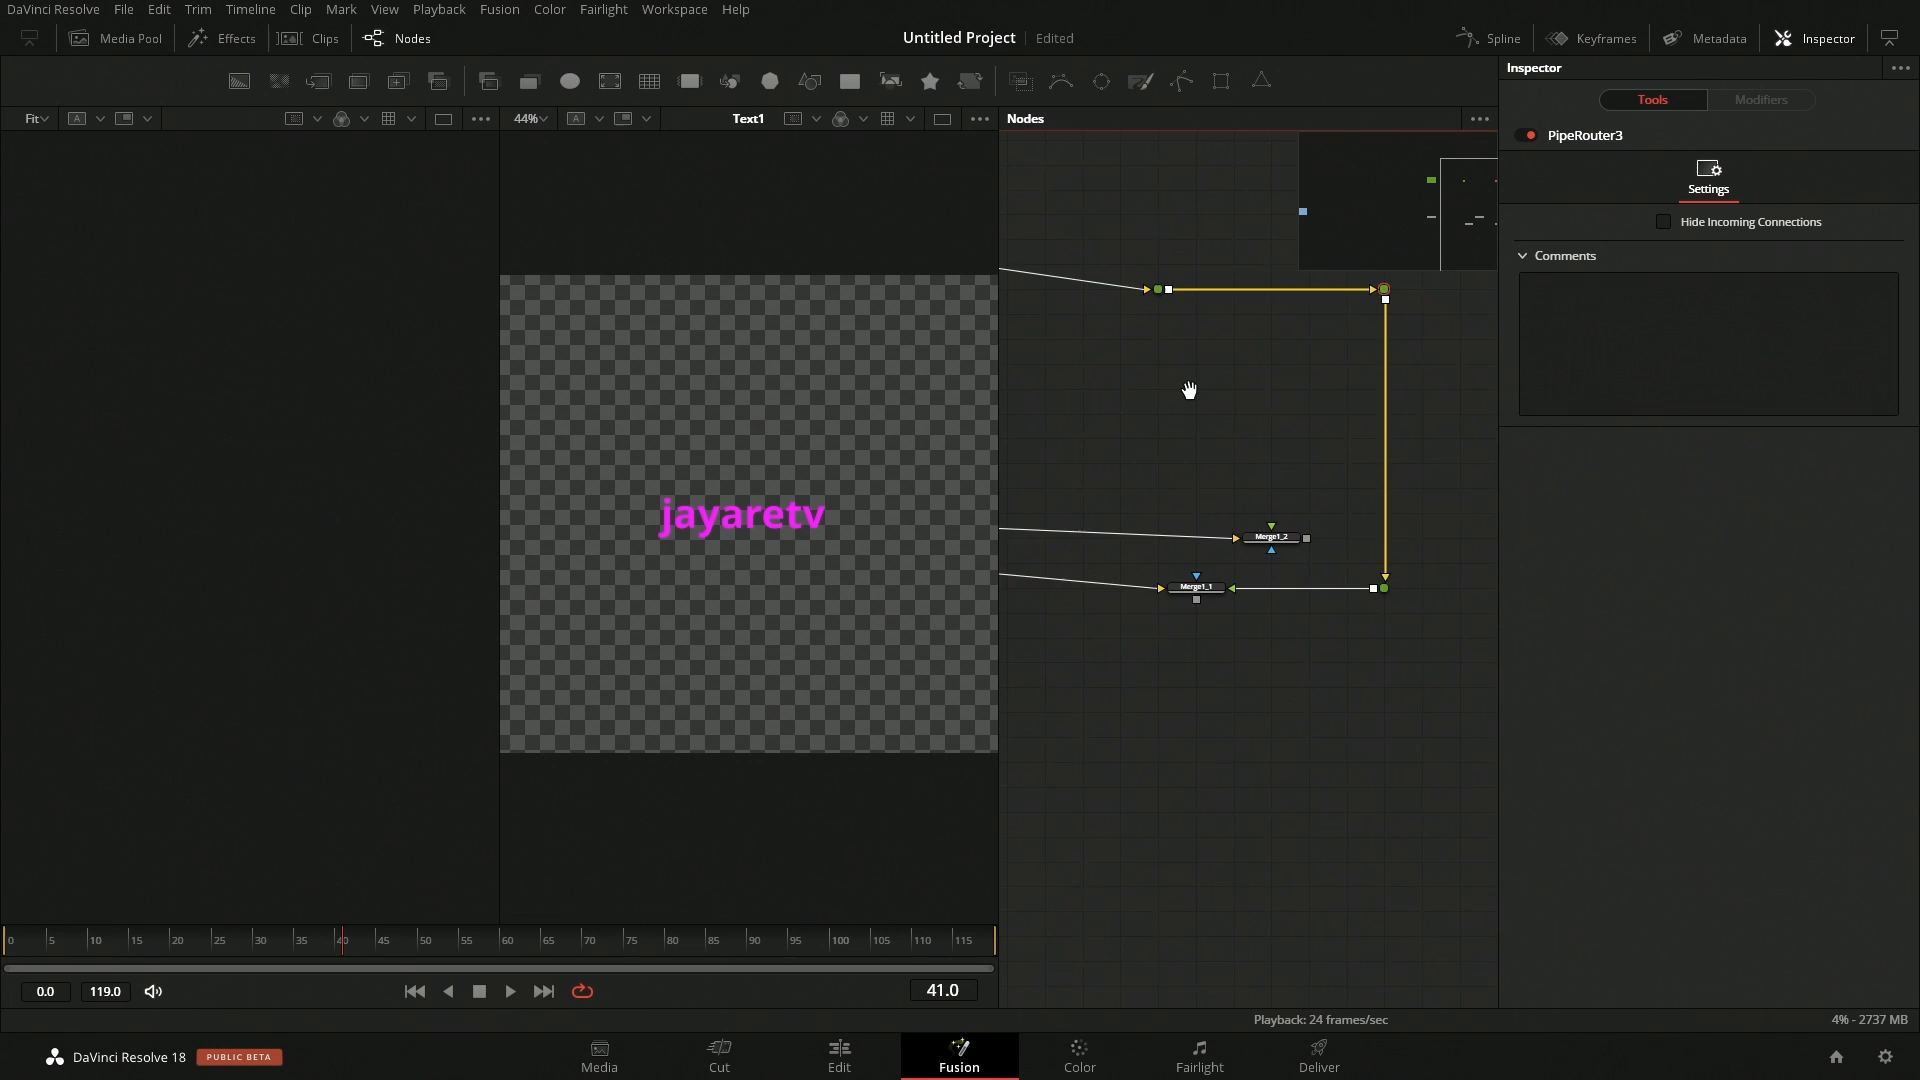 DaVinci Resolve File Edit Trim Timeline Clip Mark View Playback Fusion Color Fairlight Workspace Help
Media Pool Effects Clips Nodes Untitled Project Edited Spline Keyframes Metadata Inspector
Inspector
Tools Modifiers
Fit A 44% A Text1 Nodes
PipeRouter3
Settings
Hide Incoming Connections
Comments
jayaretv
Merge1_2
Merge1_1
0 5 10 15 20 25 30 35 40 45 50 55 60 65 70 75 80 85 90 95 100 105 110 115
0.0 119.0 41.0
Playback: 24 frames/sec 4% - 2737 MB
DaVinci Resolve 18 PUBLIC BETA Media Cut Edit Fusion Color Fairlight Deliver